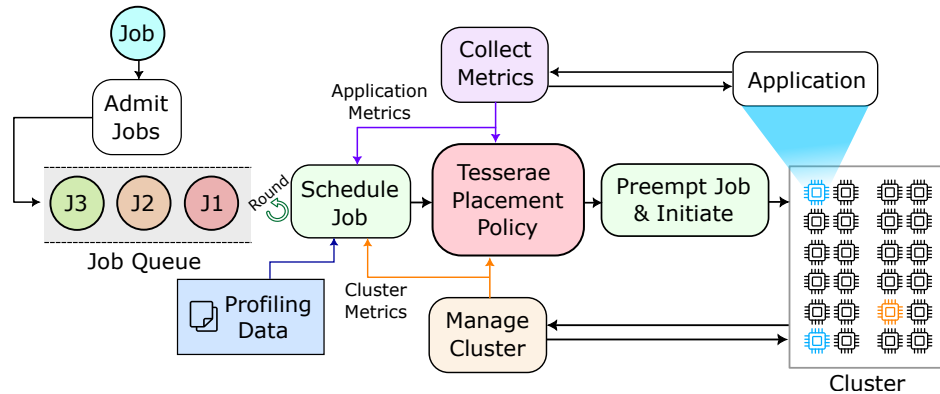 Job
Admit
Jobs
J3
J2
J1
Job Queue
Round
Schedule
Job
Profiling
Data
Application
Metrics
Cluster
Metrics
Collect
Metrics
Tesserae
Placement
Policy
Manage
Cluster
Preempt Job
& Initiate
Application
Cluster